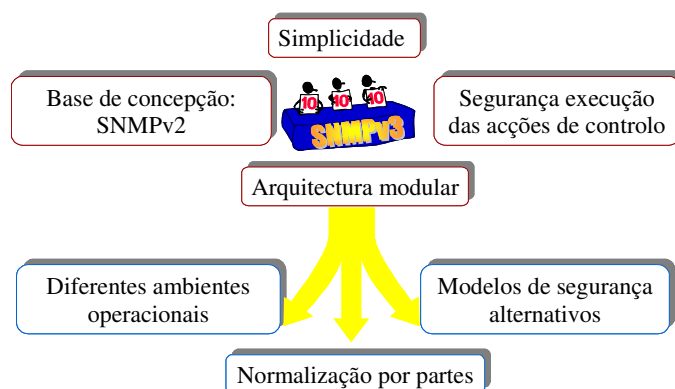 Simplicidade
Base de concepção:
SNMPv2
10 10 10
SNMPv3
Segurança execução
das acções de controlo
Arquitectura modular
Diferentes ambientes
operacionais
Modelos de segurança
alternativos
Normalização por partes